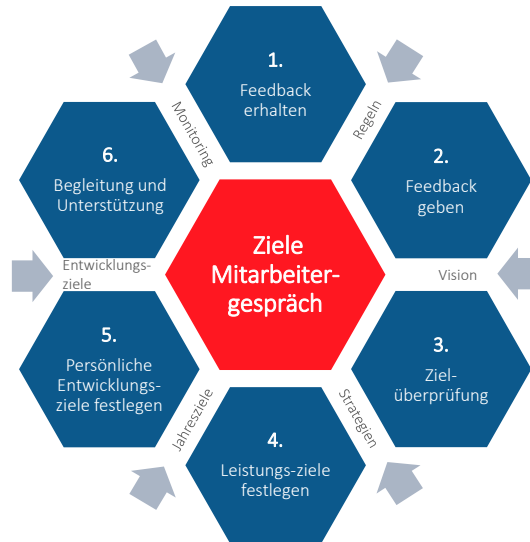 1.
Feedback
erhalten
Regeln
2.
Feedback
geben
Vision
3.
Ziel-
überprüfung
Strategien
4.
Leistungs-ziele
festlegen
Jahresziele
5.
Persönliche
Entwicklungs-
ziele festlegen
Entwicklungs-
ziele
6.
Begleitung und
Unterstützung
Monitoring
Ziele
Mitarbeiter-
gespräch